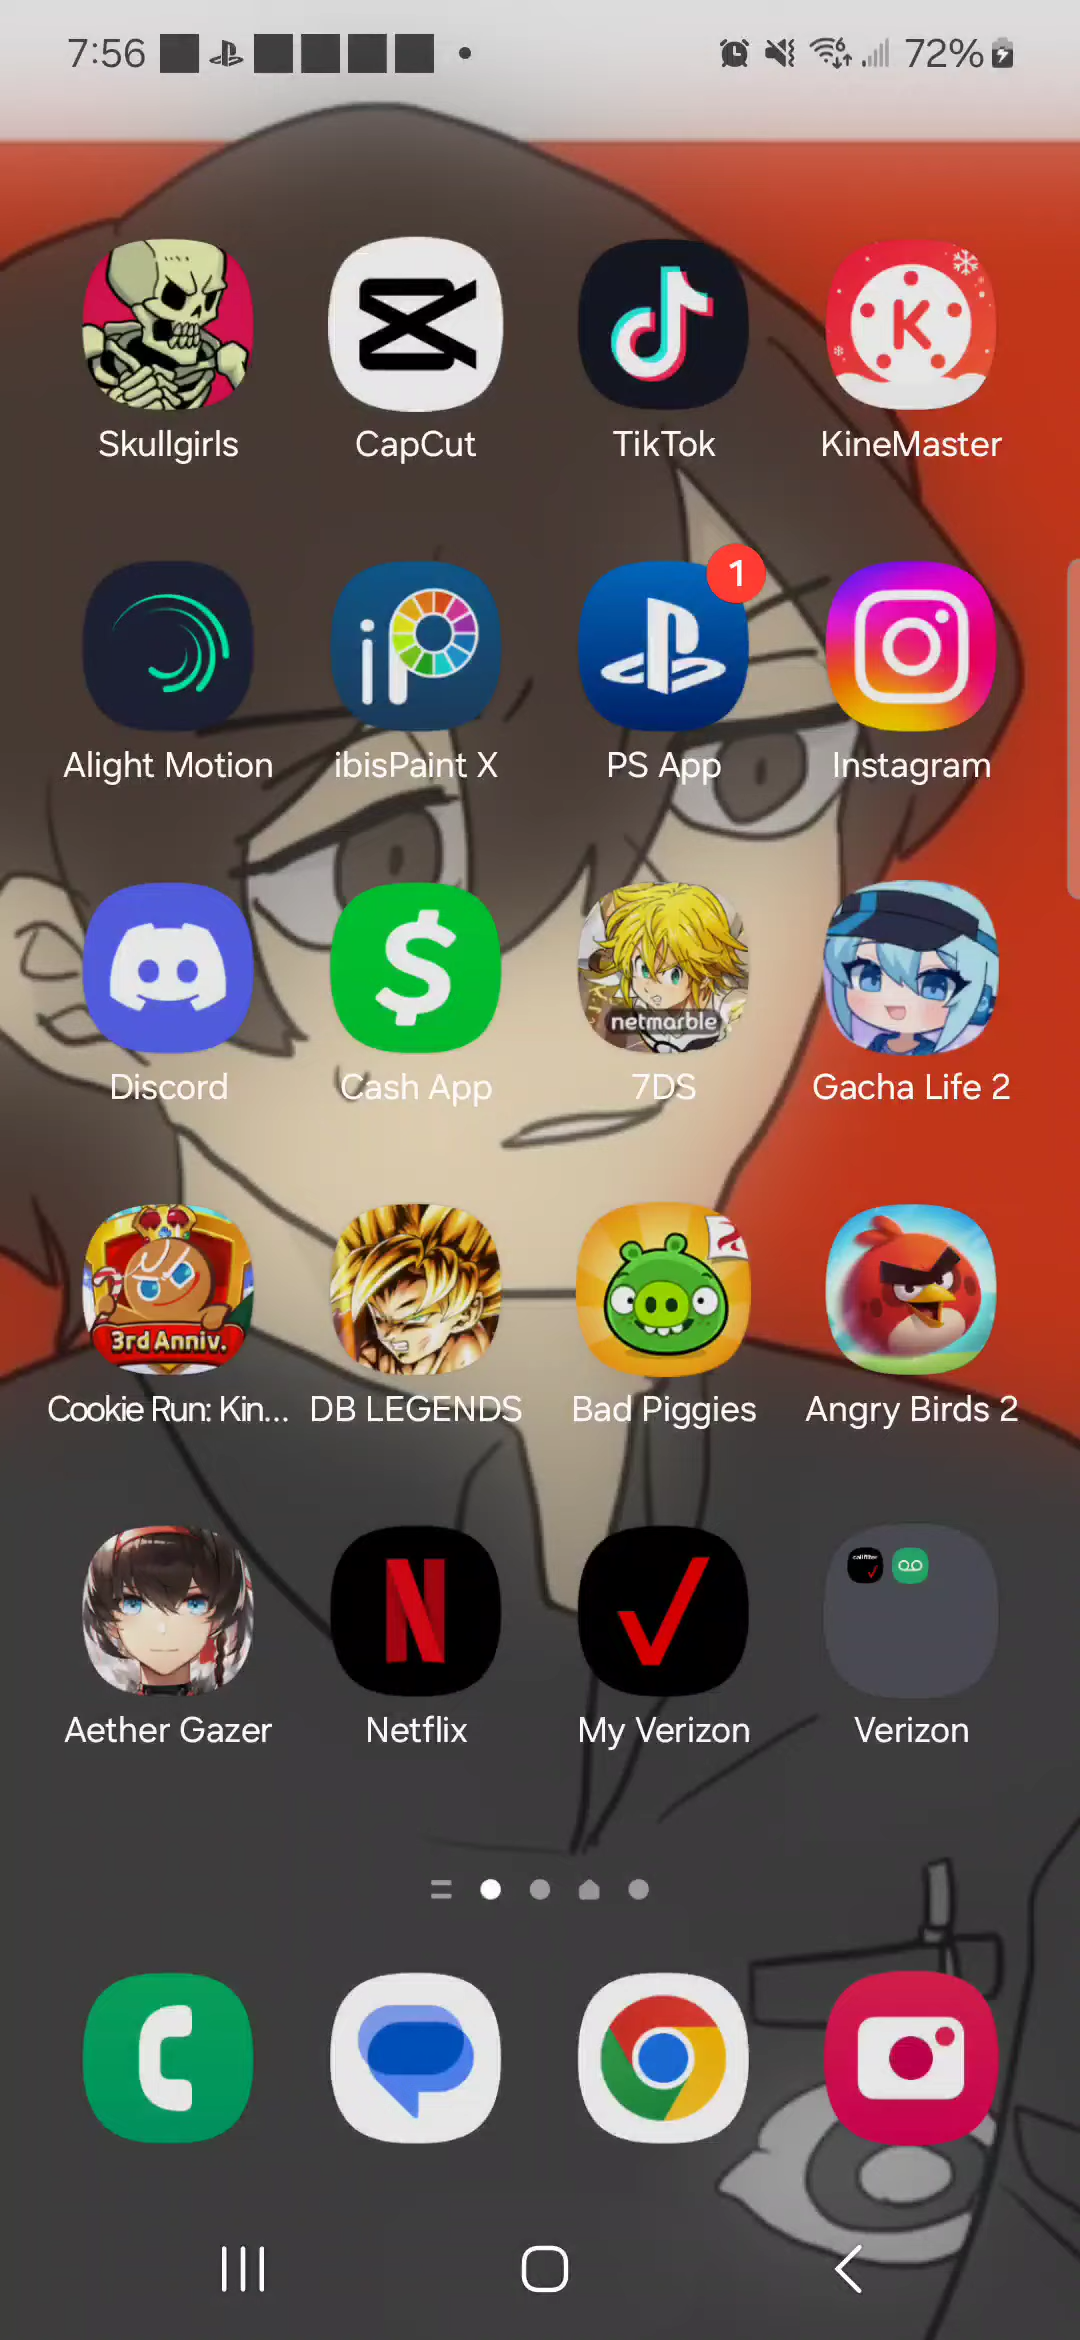 7:56 72%
Skullgirls CapCut TikTok KineMaster
1
Alight Motion ibisPaint X PS App Instagram
netmarble
Discord Cash App 7DS Gacha Life 2
3rd Anniv.
Cookie Run: Kin... DB LEGENDS Bad Piggies Angry Birds 2
call filter
Aether Gazer Netflix My Verizon Verizon